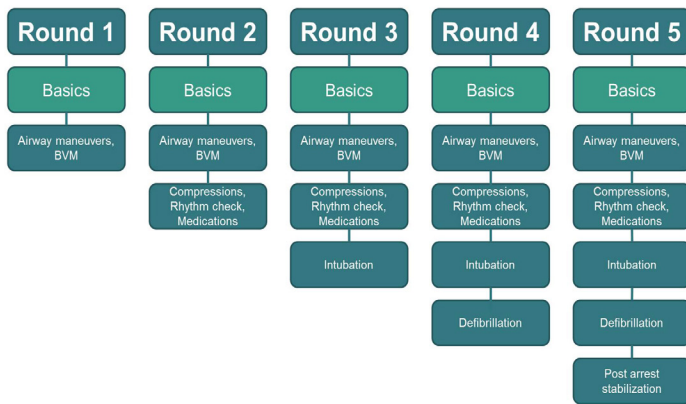 Round 1
Round 2
Round 3
Round 4
Round 5
Basics
Basics
Basics
Basics
Basics
Airway maneuvers,
BVM
Airway maneuvers,
BVM
Airway maneuvers,
BVM
Airway maneuvers,
BVM
Airway maneuvers,
BVM
Compressions,
Rhythm check,
Medications
Compressions,
Rhythm check,
Medications
Compressions,
Rhythm check,
Medications
Compressions,
Rhythm check,
Medications
Intubation
Intubation
Intubation
Defibrillation
Defibrillation
Post arrest
stabilization